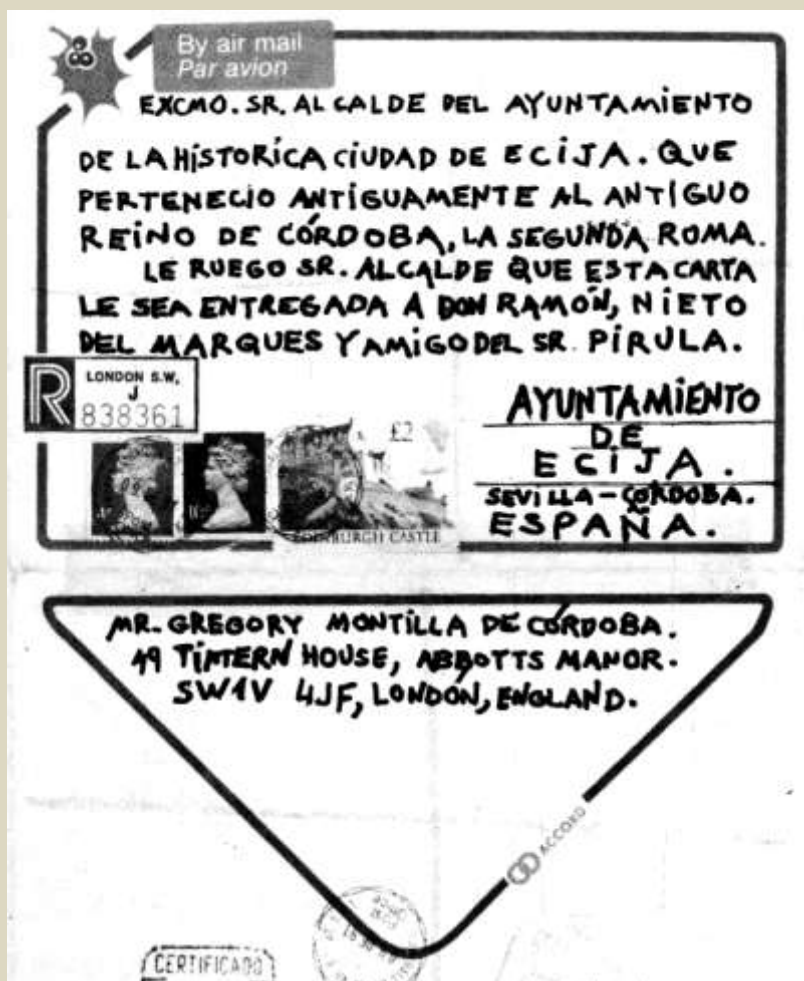 By air mail
Par avion
EXCMO. SR. ALCALDE DEL AYUNTAMIENTO
DE LA HISTORICA CIUDAD DE ECIJA. QUE
PERTENECIO ANTIGUAMENTE AL ANTIGUO
REINO DE CÓRDOBA, LA SEGUNDA ROMA.
LE RUEGO SR. ALCALDE QUE ESTA CARTA
LE SEA ENTREGADA A DON RAMÓN, NIETO
DEL MARQUES Y AMIGO DEL SR. PIRULA.
R
LONDON S.W.
J
838361
£2
EDINBURGH CASTLE
AYUNTAMIENTO
DE
ECIJA.
SEVILLA-CORDOBA.
ESPAÑA.
MR. GREGORY MONTILLA DE CÓRDOBA.
49 TINTERN HOUSE, ABBOTTS MANOR.
SW1V 4JF, LONDÓN, ENGLAND.
ACCORD
CERTIFICADO